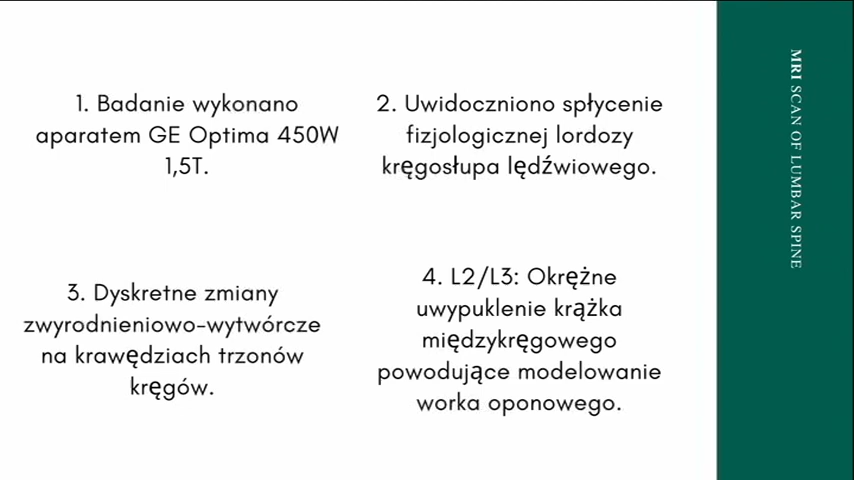 1. Badanie wykonano
aparatem GE Optima 450W
1,5T.
2. Uwidoczniono spłycenie
fizjologicznej lordozy
kręgosłupa lędźwiowego.
3. Dyskretne zmiany
zwyrodnieniowo-wytwórcze
na krawędziach trzonów
kręgów.
4. L2/L3: Okrężne
uwypuklenie krążka
międzykręgowego
powodujące modelowanie
worka oponowego.
MRI SCAN OF LUMBAR SPINE